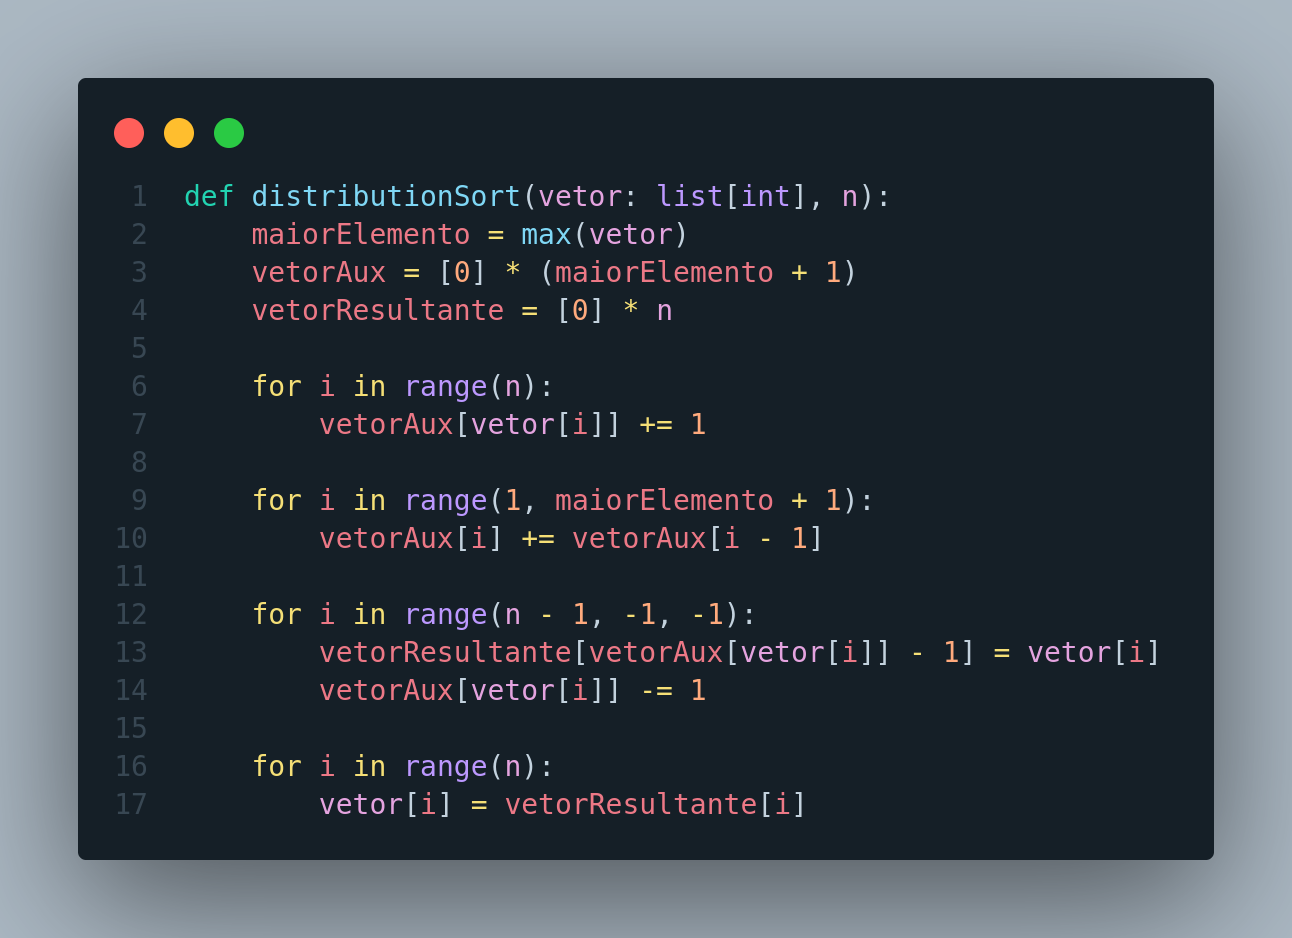 1 def distributionSort(vetor: list[int], n):
2     maiorElemento = max(vetor)
3     vetorAux = [0] * (maiorElemento + 1)
4     vetorResultante = [0] * n
5
6     for i in range(n):
7         vetorAux[vetor[i]] += 1
8
9     for i in range(1, maiorElemento + 1):
10         vetorAux[i] += vetorAux[i - 1]
11
12     for i in range(n - 1, -1, -1):
13         vetorResultante[vetorAux[vetor[i]] - 1] = vetor[i]
14         vetorAux[vetor[i]] -= 1
15
16     for i in range(n):
17         vetor[i] = vetorResultante[i]